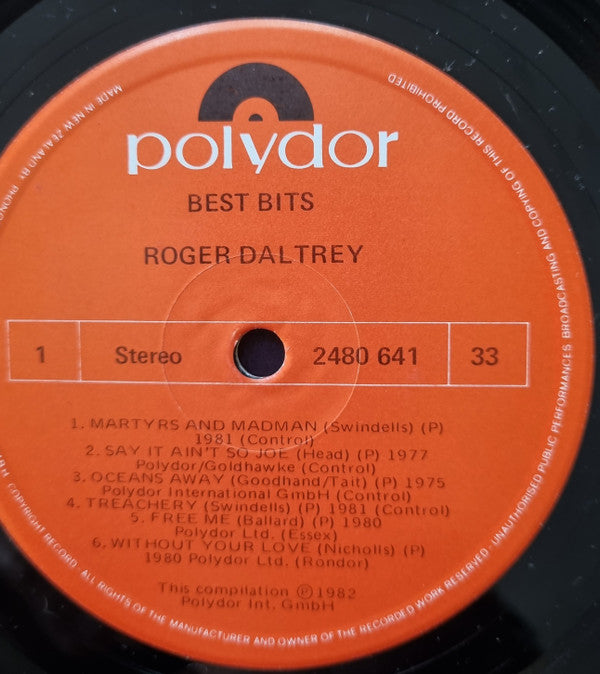 polydor
BEST BITS
ROGER DALTREY
1 Stereo 2480 641 33
1. MARTYRS AND MADMAN (Swindells) (P)
1981 (Control)
2. SAY IT AIN'T SO JOE (Head) (P) 1977
Polydor/Goldhawke (Control)
3. OCEANS AWAY (Goodhand/Tait) (P) 1975
Polydor International GmbH (Control)
4. TREACHERY (Swindells) (P) 1981 (Control)
5. FREE ME (Ballard) (P) 1980
Polydor Ltd. (Essex)
6. WITHOUT YOUR LOVE (Nicholls) (P)
1980 Polydor Ltd. (Rondor)
This compilation Ⓟ1982
Polydor Int. GmbH
MADE IN NEW ZEALAND BY
COPYRIGHT RECORD · ALL RIGHTS OF THE MANUFACTURER AND OWNER OF THE RECORDED WORK RESERVED - UNAUTHORISED PUBLIC PERFORMANCES BROADCASTING AND COPYING OF THIS RECORD PROHIBITED